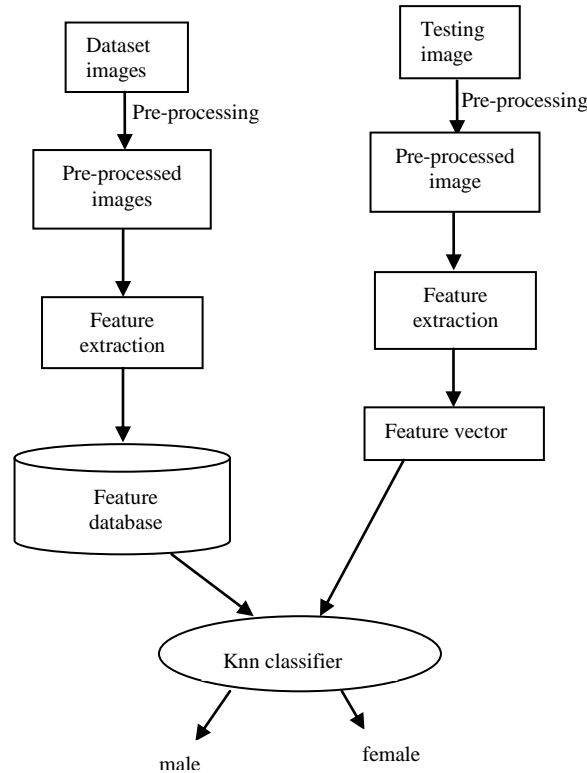 Dataset
images
Pre-processing
Pre-processed
images
Feature
extraction
Feature
database
Testing
image
Pre-processing
Pre-processed
image
Feature
extraction
Feature vector
Knn classifier
male
female